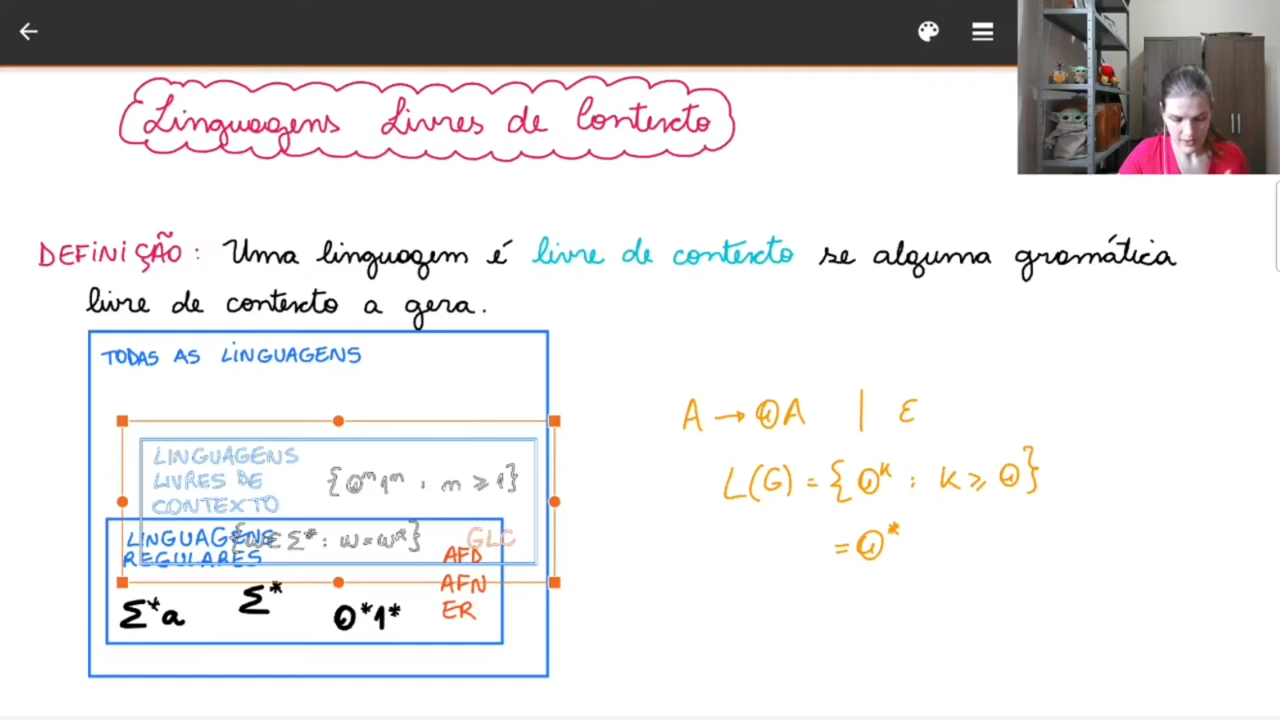 Linguagens Livres de Contexto
DEFINIÇÃO: Uma linguagem é livre de contexto se alguma gramática
livre de contexto a gera.
TODAS AS LINGUAGENS
LINGUAGENS
LIVRES DE
CONTEXTO
{0ⁿ1ⁿ : n ≥ 1}
{w ∈ Σ* : w = wᴿ}
GLC
LINGUAGENS
REGULARES
AFD
AFN
ER
Σ*a
Σ*
0*1*
A → 0A | ε
L(G) = {0ᵏ : k ≥ 0}
= 0*